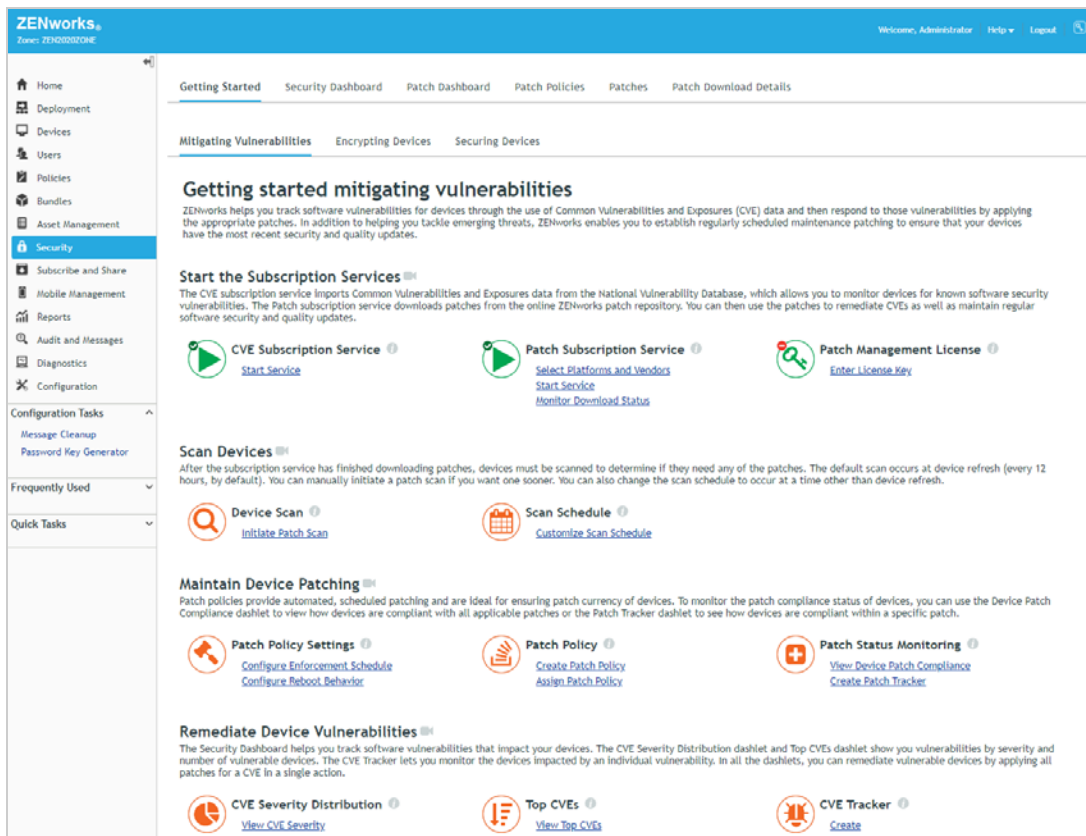 ZENworks®
Zone: ZEN2020ZONE
Welcome, Administrator Help Logout
Home
Deployment
Devices
Users
Policies
Bundles
Asset Management
Security
Subscribe and Share
Mobile Management
Reports
Audit and Messages
Diagnostics
Configuration
Configuration Tasks
Message Cleanup
Password Key Generator
Frequently Used
Quick Tasks
Getting Started Security Dashboard Patch Dashboard Patch Policies Patches Patch Download Details
Mitigating Vulnerabilities Encrypting Devices Securing Devices
Getting started mitigating vulnerabilities
ZENworks helps you track software vulnerabilities for devices through the use of Common Vulnerabilities and Exposures (CVE) data and then respond to those vulnerabilities by applying
the appropriate patches. In addition to helping you tackle emerging threats, ZENworks enables you to establish regularly scheduled maintenance patching to ensure that your devices
have the most recent security and quality updates.
Start the Subscription Services
The CVE subscription service imports Common Vulnerabilities and Exposures data from the National Vulnerability Database, which allows you to monitor devices for known software security
vulnerabilities. The Patch subscription service downloads patches from the online ZENworks patch repository. You can then use the patches to remediate CVEs as well as maintain regular
software security and quality updates.
CVE Subscription Service
Start Service
Patch Subscription Service
Select Platforms and Vendors
Start Service
Monitor Download Status
Patch Management License
Enter License Key
Scan Devices
After the subscription service has finished downloading patches, devices must be scanned to determine if they need any of the patches. The default scan occurs at device refresh (every 12
hours, by default). You can manually initiate a patch scan if you want one sooner. You can also change the scan schedule to occur at a time other than device refresh.
Device Scan
Initiate Patch Scan
Scan Schedule
Customize Scan Schedule
Maintain Device Patching
Patch policies provide automated, scheduled patching and are ideal for ensuring patch currency of devices. To monitor the patch compliance status of devices, you can use the Device Patch
Compliance dashlet to view how devices are compliant with all applicable patches or the Patch Tracker dashlet to see how devices are compliant within a specific patch.
Patch Policy Settings
Configure Enforcement Schedule
Configure Reboot Behavior
Patch Policy
Create Patch Policy
Assign Patch Policy
Patch Status Monitoring
View Device Patch Compliance
Create Patch Tracker
Remediate Device Vulnerabilities
The Security Dashboard helps you track software vulnerabilities that impact your devices. The CVE Severity Distribution dashlet and Top CVEs dashlet show you vulnerabilities by severity and
number of vulnerable devices. The CVE Tracker lets you monitor the devices impacted by an individual vulnerability. In all the dashlets, you can remediate vulnerable devices by applying all
patches for a CVE in a single action.
CVE Severity Distribution
View CVE Severity
Top CVEs
View Top CVEs
CVE Tracker
Create